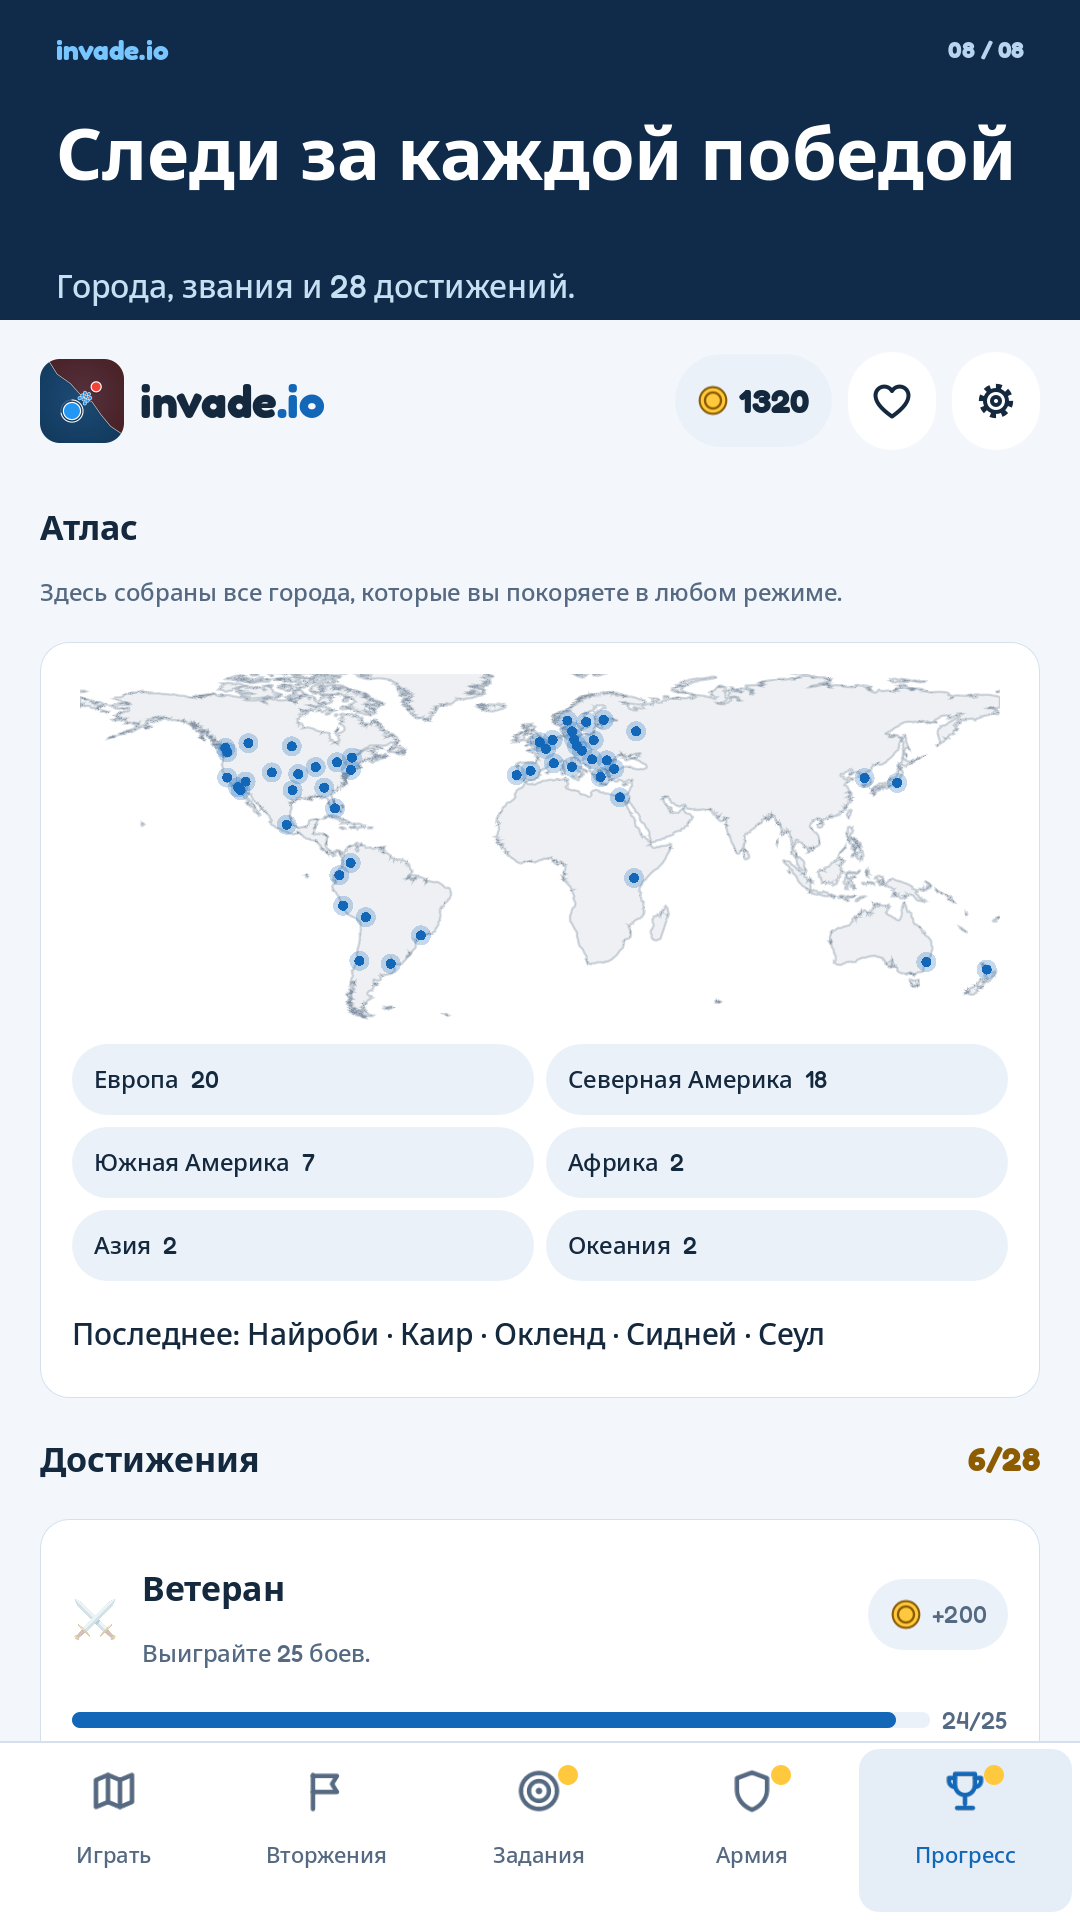 invade.io
08 / 08
Следи за каждой победой
Города, звания и 28 достижений.
invade.io
1320
Атлас
Здесь собраны все города, которые вы покоряете в любом режиме.
Европа 20
Северная Америка 18
Южная Америка 7
Африка 2
Азия 2
Океания 2
Последнее: Найроби · Каир · Окленд · Сидней · Сеул
Достижения
6/28
Ветеран
+200
Выиграйте 25 боев.
24/25
Играть
Вторжения
Задания
Армия
Прогресс